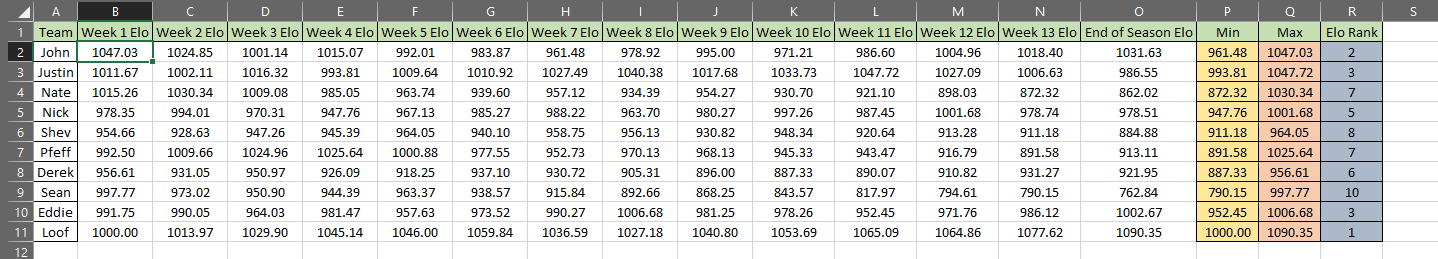 A B C D E F G H I J K L M N O P Q R S
1 Team Week 1 Elo Week 2 Elo Week 3 Elo Week 4 Elo Week 5 Elo Week 6 Elo Week 7 Elo Week 8 Elo Week 9 Elo Week 10 Elo Week 11 Elo Week 12 Elo Week 13 Elo End of Season Elo Min Max Elo Rank
2 John 1047.03 1024.85 1001.14 1015.07 992.01 983.87 961.48 978.92 995.00 971.21 986.60 1004.96 1018.40 1031.63 961.48 1047.03 2
3 Justin 1011.67 1002.11 1016.32 993.81 1009.64 1010.92 1027.49 1040.38 1017.68 1033.73 1047.72 1027.09 1006.63 986.55 993.81 1047.72 3
4 Nate 1015.26 1030.34 1009.08 985.05 963.74 939.60 957.12 934.39 954.27 930.70 921.10 898.03 872.32 862.02 872.32 1030.34 7
5 Nick 978.35 994.01 970.31 947.76 967.13 985.27 988.22 963.70 980.27 997.26 987.45 1001.68 978.74 978.51 947.76 1001.68 5
6 Shev 954.66 928.63 947.26 945.39 964.05 940.10 958.75 956.13 930.82 948.34 920.64 913.28 911.18 884.88 911.18 964.05 8
7 Pfeff 992.50 1009.66 1024.96 1025.64 1000.88 977.55 952.73 970.13 968.13 945.33 943.47 916.79 891.58 913.11 891.58 1025.64 7
8 Derek 956.61 931.05 950.97 926.09 918.25 937.10 930.72 905.31 896.00 887.33 890.07 910.82 931.27 921.95 887.33 956.61 6
9 Sean 997.77 973.02 950.90 944.39 963.37 938.57 915.84 892.66 868.25 843.57 817.97 794.61 790.15 762.84 790.15 997.77 10
10 Eddie 991.75 990.05 964.03 981.47 957.63 973.52 990.27 1006.68 981.25 978.26 952.45 971.76 986.12 1002.67 952.45 1006.68 3
11 Loof 1000.00 1013.97 1029.90 1045.14 1046.00 1059.84 1036.59 1027.18 1040.80 1053.69 1065.09 1064.86 1077.62 1090.35 1000.00 1090.35 1
12